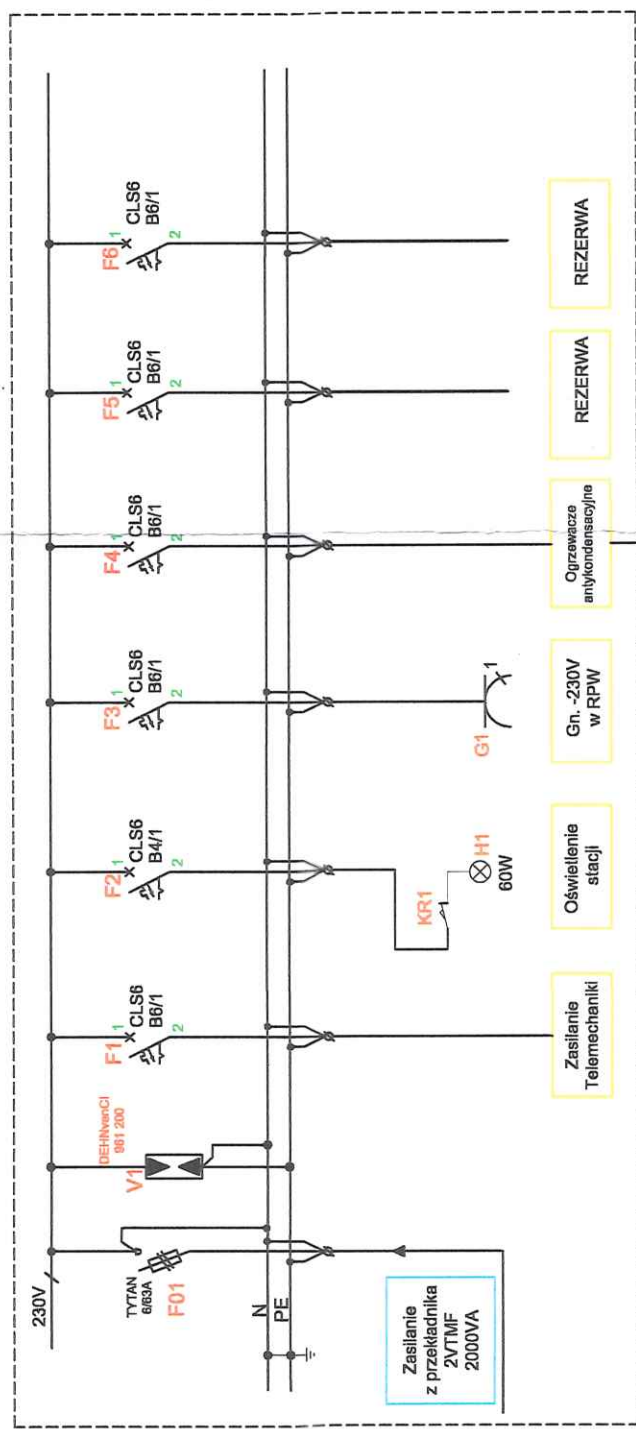 230V
TYTAN
6/63A
F01
N
PE
Zasilanie
z przekładnika
2VTMF
2000VA
DEHNvenCI
961 200
V1
F1
1
CLS6
B6/1
2
Zasilanie
Telemechaniki
F2
1
CLS6
B4/1
2
KR1
H1
60W
Oświetlenie
stacji
F3
1
CLS6
B6/1
2
G1
1
Gn. ~230V
w RPW
F4
1
CLS6
B6/1
2
Ogrzewacze
antykondensacyjne
F5
1
CLS6
B6/1
2
REZERWA
F6
1
CLS6
B6/1
2
REZERWA